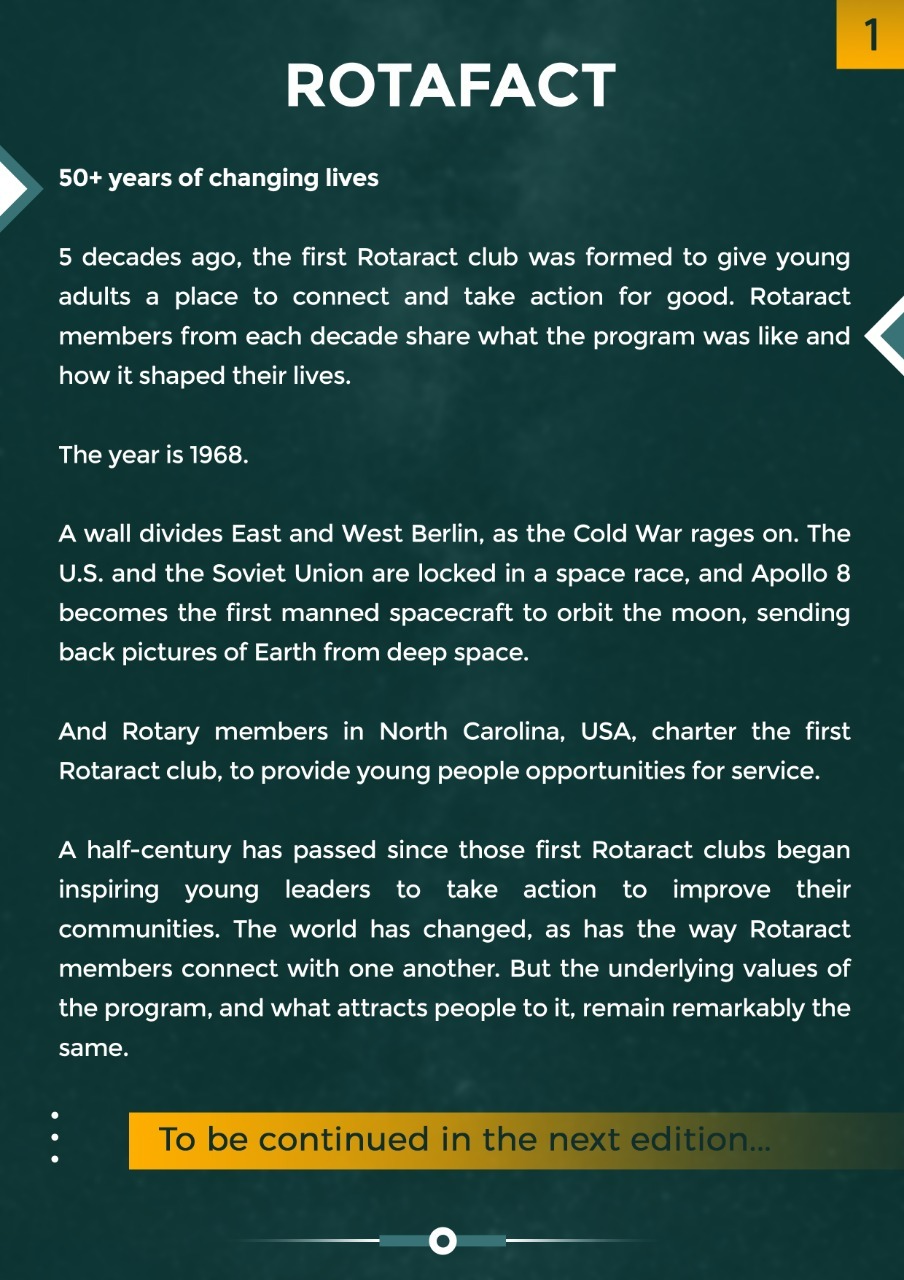 1
ROTAFACT
50+ years of changing lives
5 decades ago, the first Rotaract club was formed to give young
adults a place to connect and take action for good. Rotaract
members from each decade share what the program was like and
how it shaped their lives.
The year is 1968.
A wall divides East and West Berlin, as the Cold War rages on. The
U.S. and the Soviet Union are locked in a space race, and Apollo 8
becomes the first manned spacecraft to orbit the moon, sending
back pictures of Earth from deep space.
And Rotary members in North Carolina, USA, charter the first
Rotaract club, to provide young people opportunities for service.
A half-century has passed since those first Rotaract clubs began
inspiring young leaders to take action to improve their
communities. The world has changed, as has the way Rotaract
members connect with one another. But the underlying values of
the program, and what attracts people to it, remain remarkably the
same.
To be continued in the next edition...